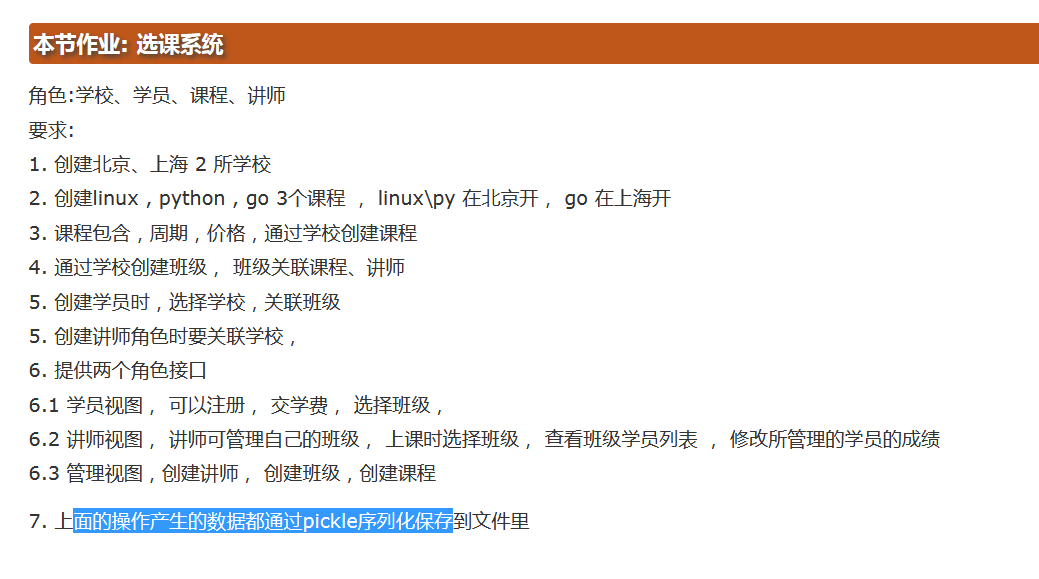 本节作业: 选课系统
角色:学校、学员、课程、讲师
要求:
1. 创建北京、上海 2 所学校
2. 创建linux , python , go 3个课程 ， linux\py 在北京开， go 在上海开
3. 课程包含，周期，价格，通过学校创建课程
4. 通过学校创建班级， 班级关联课程、讲师
5. 创建学员时，选择学校，关联班级
5. 创建讲师角色时要关联学校，
6. 提供两个角色接口
6.1 学员视图， 可以注册， 交学费， 选择班级，
6.2 讲师视图， 讲师可管理自己的班级， 上课时选择班级， 查看班级学员列表 ， 修改所管理的学员的成绩
6.3 管理视图，创建讲师， 创建班级，创建课程
7. 上面的操作产生的数据都通过pickle序列化保存到文件里